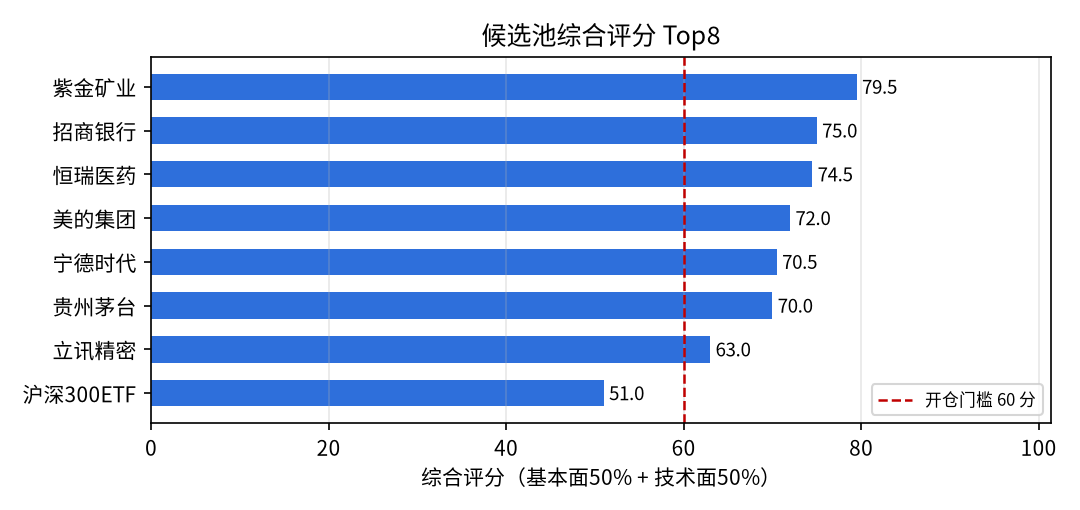 候选池综合评分 Top8
紫金矿业 79.5
招商银行 75.0
恒瑞医药 74.5
美的集团 72.0
宁德时代 70.5
贵州茅台 70.0
立讯精密 63.0
沪深300ETF 51.0
开仓门槛 60 分
0 20 40 60 80 100
综合评分（基本面50% + 技术面50%）